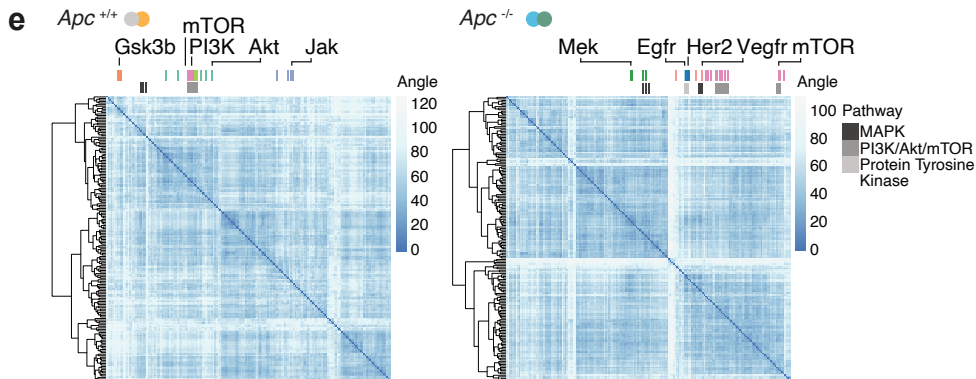 e
Apc +/+
mTOR
Gsk3b PI3K Akt Jak
Angle
120
100
80
60
40
20
0
Apc -/-
Mek Egfr Her2 Vegfr mTOR
Angle
100
80
60
40
20
0
Pathway
MAPK
PI3K/Akt/mTOR
Protein Tyrosine
Kinase